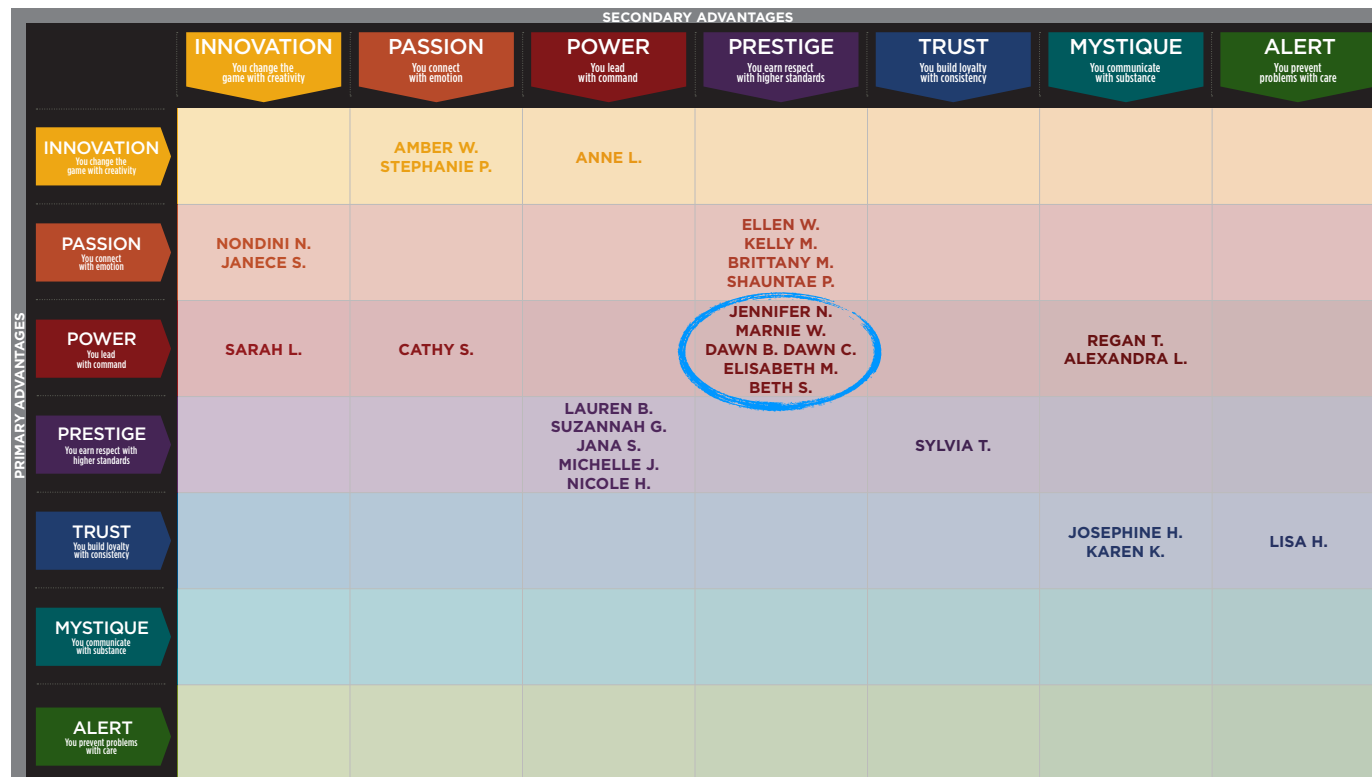 SECONDARY ADVANTAGES
INNOVATION
You change the
game with creativity
PASSION
You connect
with emotion
POWER
You lead
with command
PRESTIGE
You earn respect
with higher standards
TRUST
You build loyalty
with consistency
MYSTIQUE
You communicate
with substance
ALERT
You prevent
problems with care
PRIMARY ADVANTAGES
INNOVATION
You change the
game with creativity
AMBER W.
STEPHANIE P.
ANNE L.
PASSION
You connect
with emotion
NONDINI N.
JANECE S.
ELLEN W.
KELLY M.
BRITTANY M.
SHAUNTAE P.
POWER
You lead
with command
SARAH L.
CATHY S.
JENNIFER N.
MARNIE W.
DAWN B. DAWN C.
ELISABETH M.
BETH S.
REGAN T.
ALEXANDRA L.
PRESTIGE
You earn respect with
higher standards
LAUREN B.
SUZANNAH G.
JANA S.
MICHELLE J.
NICOLE H.
SYLVIA T.
TRUST
You build loyalty
with consistency
JOSEPHINE H.
KAREN K.
LISA H.
MYSTIQUE
You communicate
with substance
ALERT
You prevent problems
with care